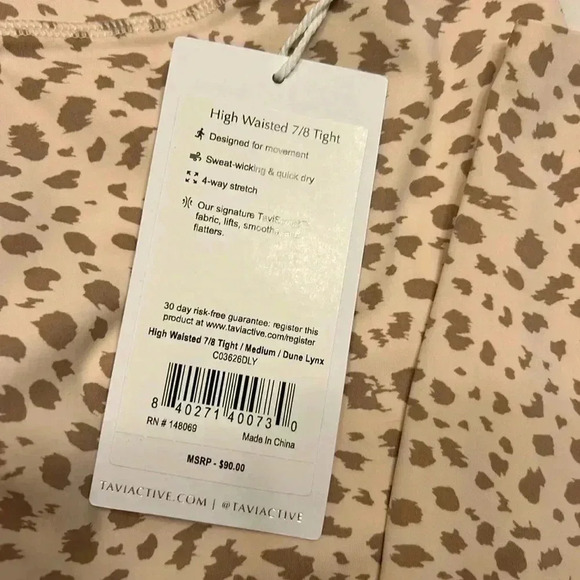 High Waisted 7/8 Tight
Designed for movement
Sweat-wicking & quick dry
4-way stretch
Our signature
fabric, lifts,
flatters.
30 day risk-free guarantee: register this
product at www.taviactive.com/register
High Waisted 7/8 Tight / Medium / Dune Lynx
C03626DLY
8 40271 40073 0
RN # 148069
Made In China
MSRP - $90.00
TAVIACTIVE.COM | @TAVIACTIVE